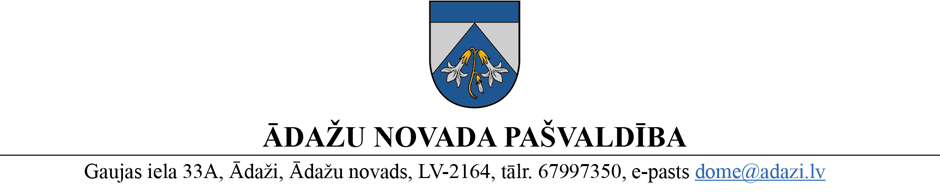 ĀDAŽU NOVADA PAŠVALDĪBA
Gaujas iela 33A, Ādaži, Ādažu novads, LV-2164, tālr. 67997350, e-pasts dome@adazi.lv